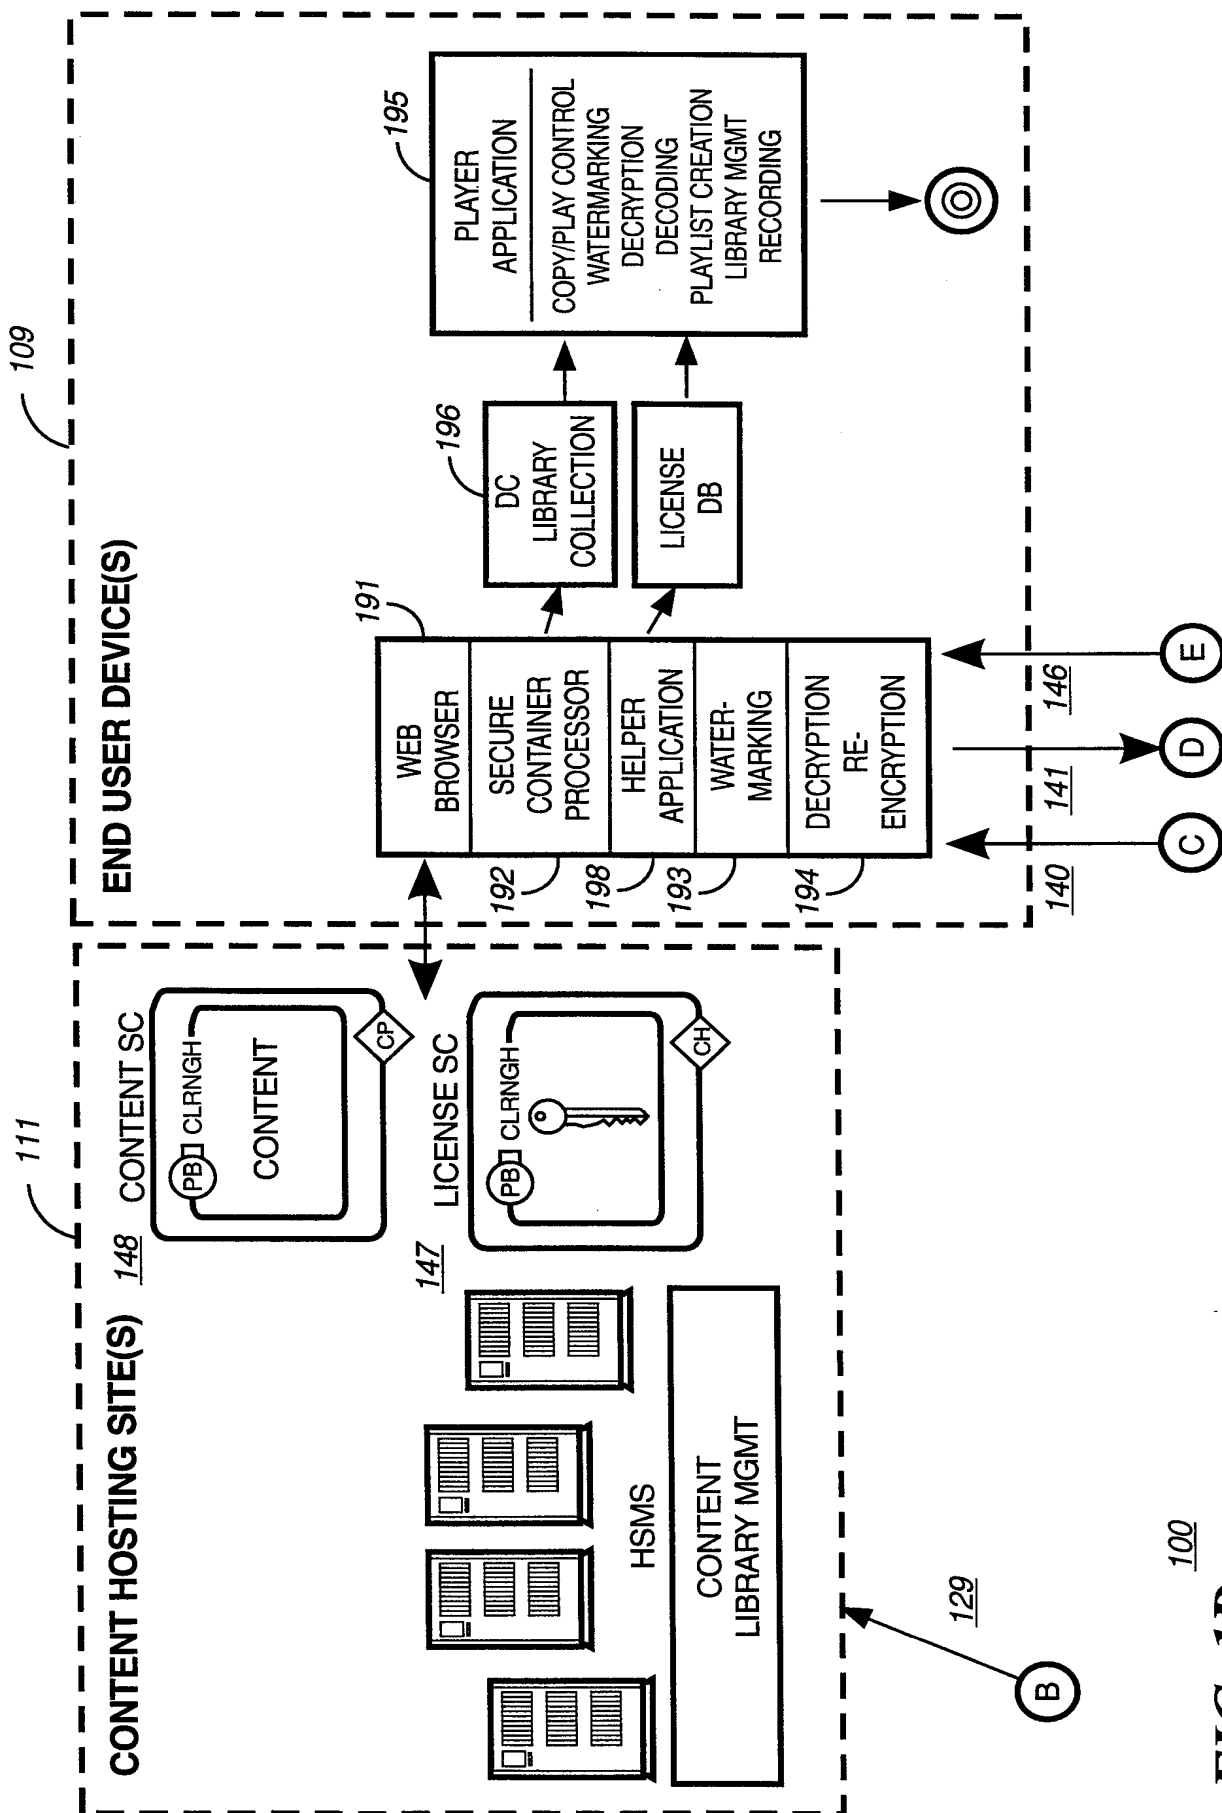 111
109
CONTENT HOSTING SITE(S)
148
CONTENT SC
PB
CLRNGH
CONTENT
CP
147
LICENSE SC
PB
CLRNGH
CH
HSMS
CONTENT
LIBRARY MGMT
129
B
END USER DEVICE(S)
191
WEB
BROWSER
192
SECURE
CONTAINER
PROCESSOR
198
HELPER
APPLICATION
193
WATER-
MARKING
194
DECRYPTION
RE-
ENCRYPTION
196
DC
LIBRARY
COLLECTION
LICENSE
DB
195
PLAYER
APPLICATION
COPY/PLAY CONTROL
WATERMARKING
DECRYPTION
DECODING
PLAYLIST CREATION
LIBRARY MGMT
RECORDING
140
141
146
C
D
E
100